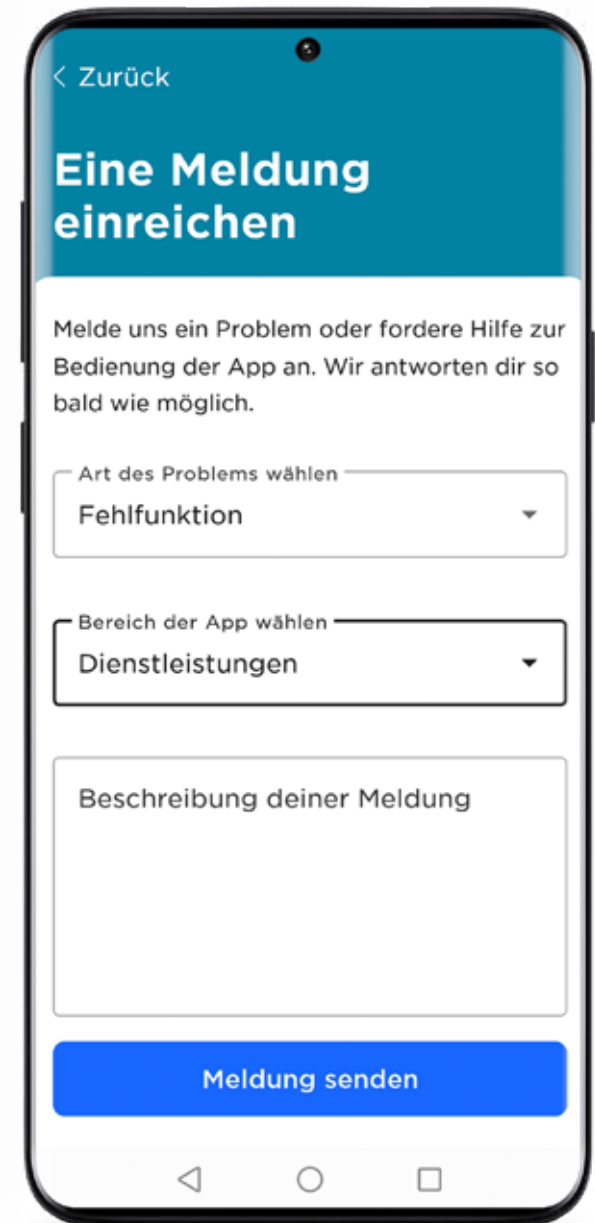 Zurück
Eine Meldung
einreichen
Melde uns ein Problem oder fordere Hilfe zur
Bedienung der App an. Wir antworten dir so
bald wie möglich.
Art des Problems wählen
Fehlfunktion
Bereich der App wählen
Dienstleistungen
Beschreibung deiner Meldung
Meldung senden